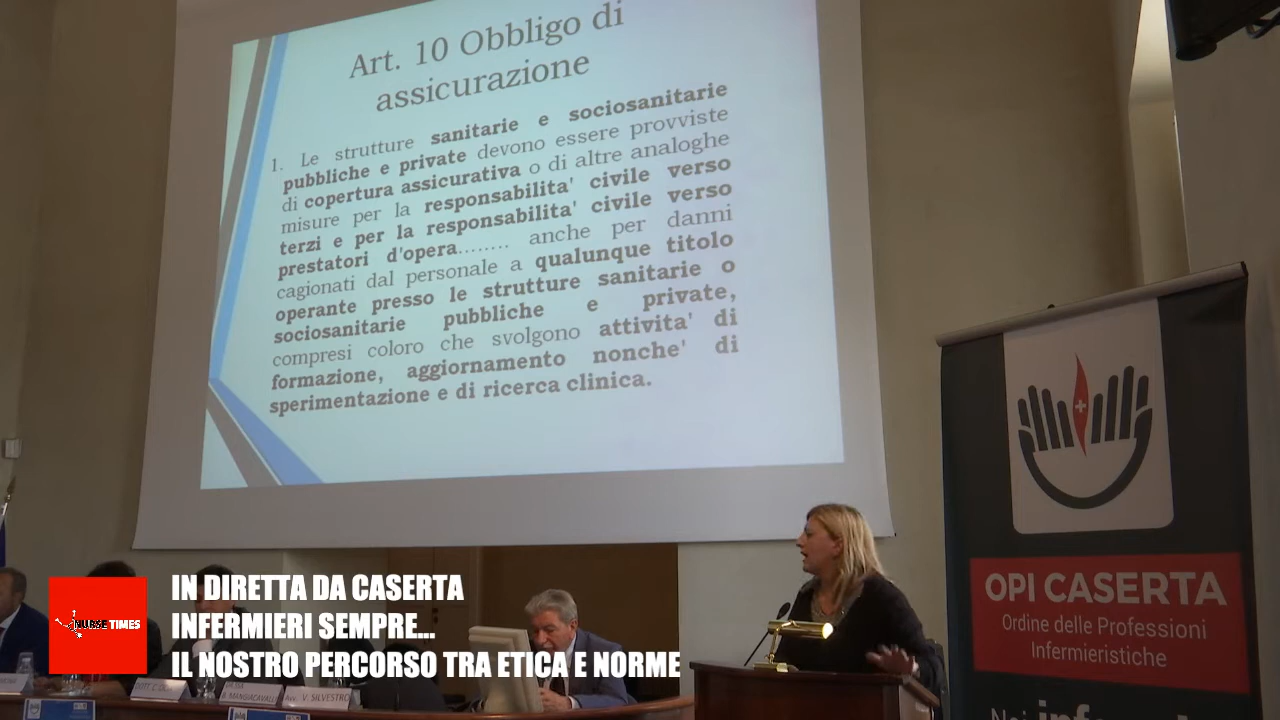 Art. 10 Obbligo di
assicurazione
1. Le strutture sanitarie e sociosanitarie
pubbliche e private devono essere provviste
di copertura assicurativa o di altre analoghe
misure per la responsabilita' civile verso
terzi e per la responsabilita' civile verso
prestatori d'opera........ anche per danni
cagionati dal personale a qualunque titolo
operante presso le strutture sanitarie o
sociosanitarie pubbliche e private,
compresi coloro che svolgono attivita' di
formazione, aggiornamento nonche' di
sperimentazione e di ricerca clinica.
OPI CASERTA
Ordine delle Professioni
Infermieristiche
Noi
NURSE TIMES
IN DIRETTA DA CASERTA
INFERMIERI SEMPRE...
IL NOSTRO PERCORSO TRA ETICA E NORME
B. MANGIACAVALLI
Avv. V. SILVESTRO